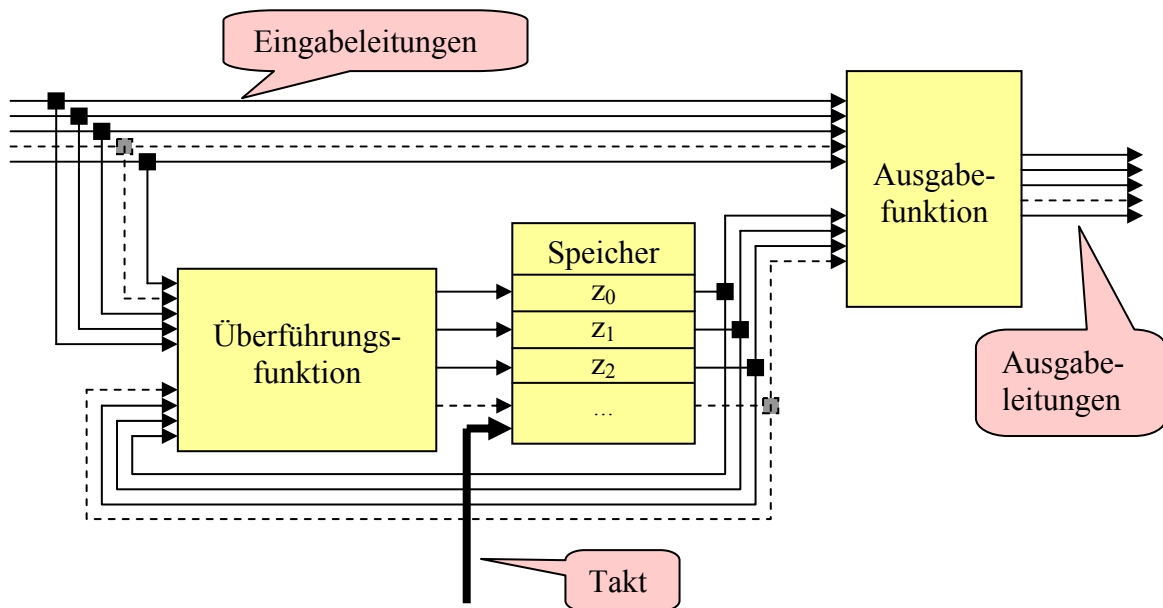 Eingabeleitungen
Ausgabe-
funktion
Speicher
z₀
z₁
z₂
...
Überführungs-
funktion
Ausgabe-
leitungen
Takt